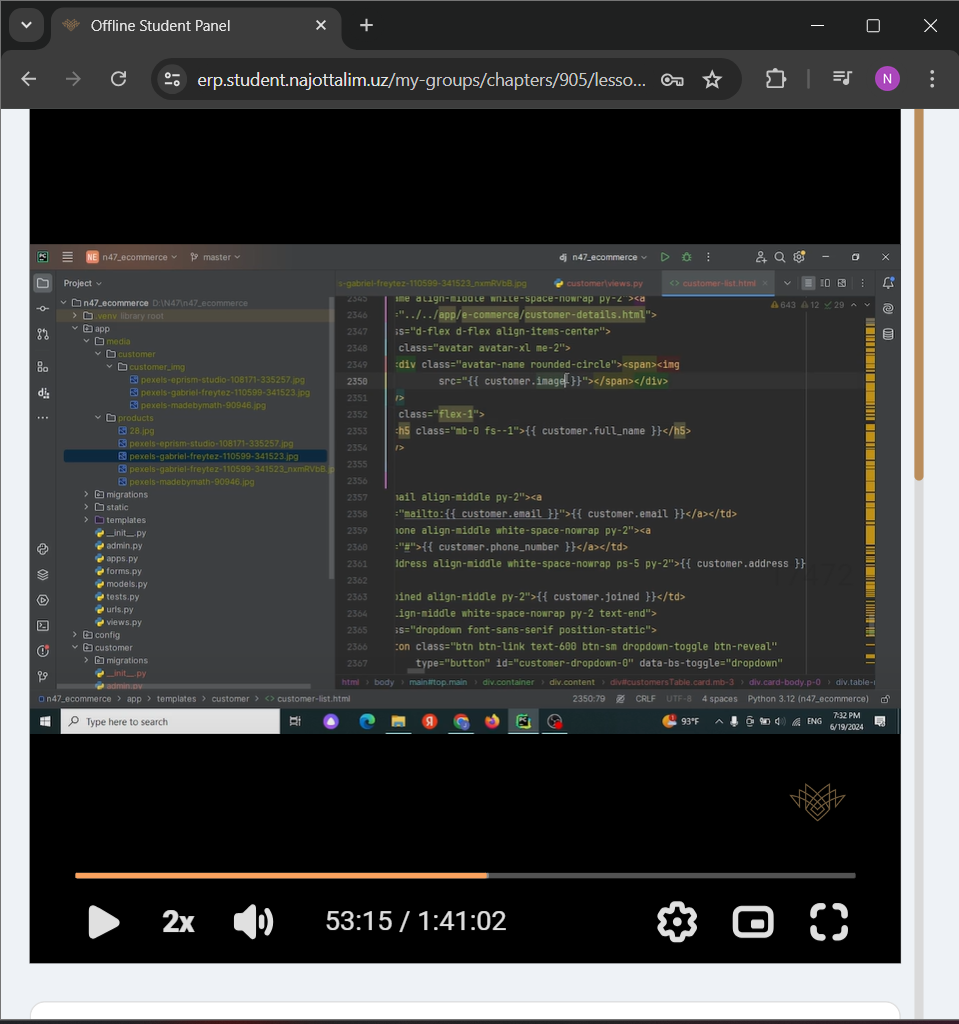 Offline Student Panel
erp.student.najottalim.uz/my-groups/chapters/905/lesso...
N
NE n47_ecommerce
master
dj n47_ecommerce
Project
n47_ecommerce D:\N47\n47_ecommerce
.venv library root
app
media
customer
customer_img
pexels-eprism-studio-108171-335257.jpg
pexels-gabriel-freytez-110599-341523.jpg
pexels-madebymath-90946.jpg
products
28.jpg
pexels-eprism-studio-108171-335257.jpg
pexels-gabriel-freytez-110599-341523.jpg
pexels-gabriel-freytez-110599-341523_nxmRVbB.p
pexels-madebymath-90946.jpg
migrations
static
templates
__init__.py
admin.py
apps.py
forms.py
models.py
tests.py
urls.py
views.py
config
customer
migrations
__init__.py
admin.py
s-gabriel-freytez-110599-341523_nxmRVbB.jpg
customer\views.py
customer-list.html
643 12 29
2345 ame align-middle white-space-nowrap py-2"><a
2346 ="../../app/e-commerce/customer-details.html">
2347 ss="d-flex d-flex align-items-center">
2348 class="avatar avatar-xl me-2">
2349 <div class="avatar-name rounded-circle"><span><img
2350 src="{{ customer.image }}"></span></div>
2351 />
2352 class="flex-1">
2353 <h5 class="mb-0 fs--1">{{ customer.full_name }}</h5>
2354 />
2355
2356
2357 mail align-middle py-2"><a
2358 ="mailto:{{ customer.email }}">{{ customer.email }}</a></td>
2359 hone align-middle white-space-nowrap py-2"><a
2360 ="#">{{ customer.phone_number }}</a></td>
2361 ddress align-middle white-space-nowrap ps-5 py-2">{{ customer.address }}
2362
2363 oined align-middle py-2">{{ customer.joined }}</td>
2364 lign-middle white-space-nowrap py-2 text-end">
2365 ss="dropdown font-sans-serif position-static">
2366 ton class="btn btn-link text-600 btn-sm dropdown-toggle btn-reveal"
2367 type="button" id="customer-dropdown-0" data-bs-toggle="dropdown"
html > body > main#top.main > div.container > div.content > div#customersTable.card.mb-3 > div.card-body.p-0 > div.table-
n47_ecommerce > app > templates > customer > customer-list.html
2350:79 CRLF UTF-8 4 spaces Python 3.12 (n47_ecommerce)
Type here to search
93°F
ENG
7:32 PM
6/19/2024
2x
53:15 / 1:41:02